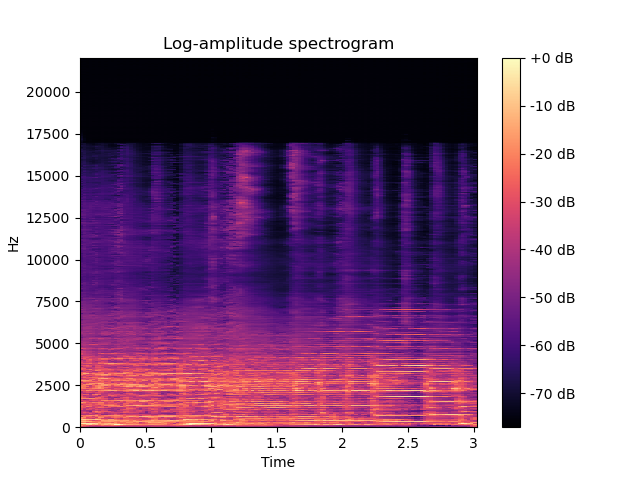 Log-amplitude spectrogram
Hz
20000
17500
15000
12500
10000
7500
5000
2500
0
0
0.5
1
1.5
2
2.5
3
Time
+0 dB
-10 dB
-20 dB
-30 dB
-40 dB
-50 dB
-60 dB
-70 dB